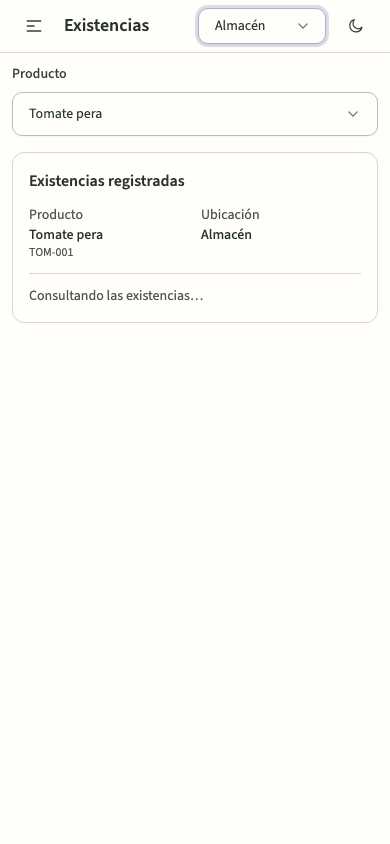 Existencias
Almacén
Producto
Tomate pera
Existencias registradas
Producto
Ubicación
Tomate pera
Almacén
TOM-001
Consultando las existencias…